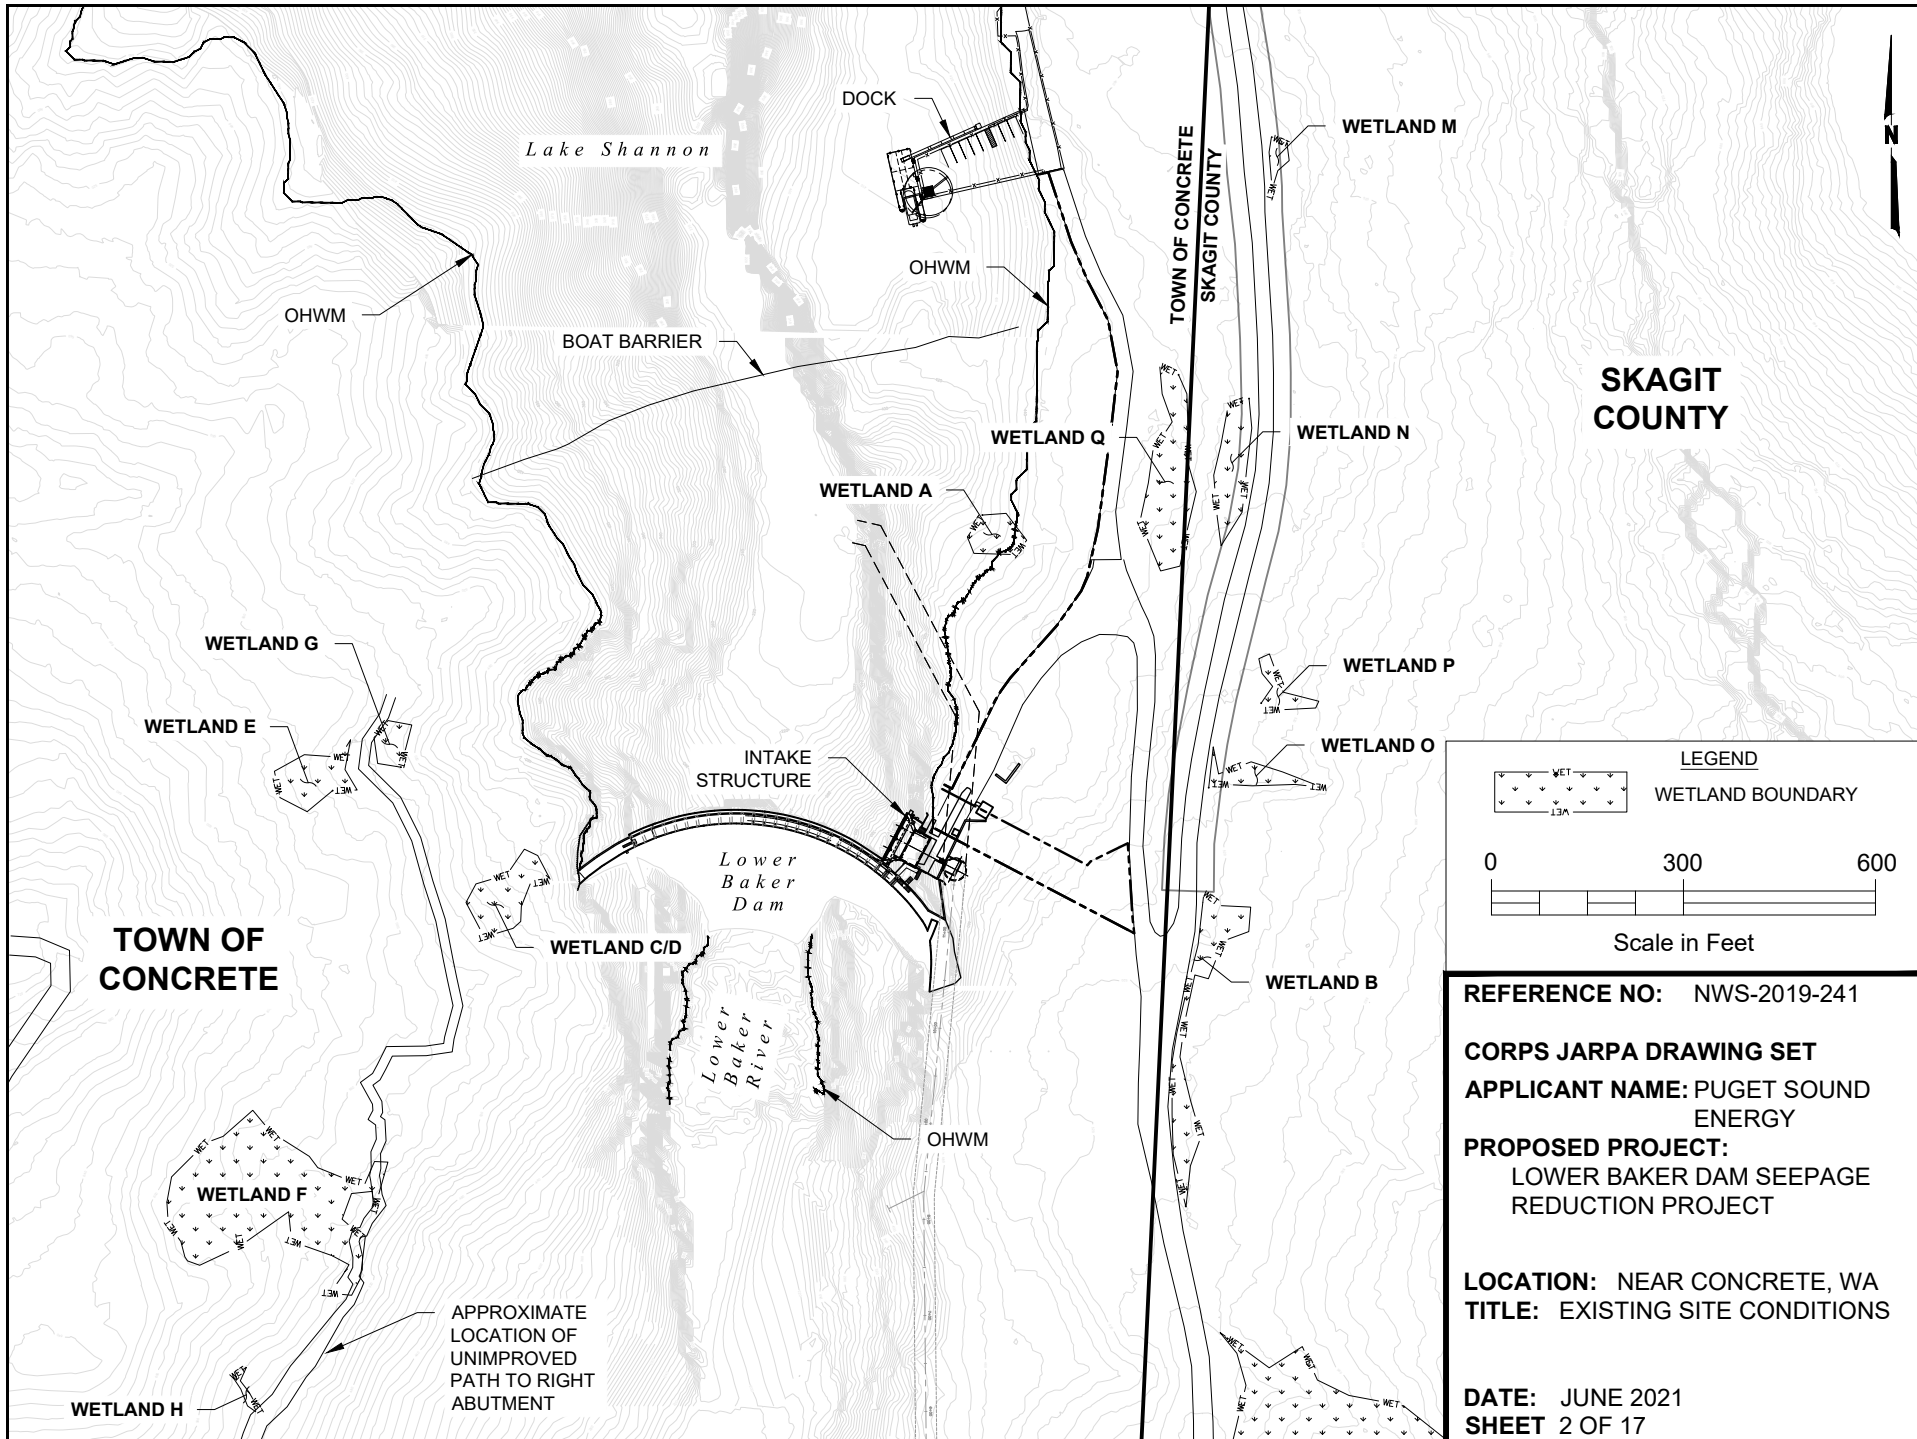 DOCK
Lake Shannon
WETLAND M
N
TOWN OF CONCRETE
SKAGIT COUNTY
OHWM
OHWM
BOAT BARRIER
SKAGIT
COUNTY
WETLAND Q
WETLAND N
WETLAND A
WETLAND G
WETLAND P
WETLAND E
INTAKE
STRUCTURE
WETLAND O
Lower
Baker
Dam
TOWN OF
CONCRETE
WETLAND C/D
WETLAND B
Lower
Baker
River
OHWM
WETLAND F
APPROXIMATE
LOCATION OF
UNIMPROVED
PATH TO RIGHT
ABUTMENT
WETLAND H
LEGEND
WET
WET
WETLAND BOUNDARY
0 300 600
Scale in Feet
REFERENCE NO: NWS-2019-241
CORPS JARPA DRAWING SET
APPLICANT NAME: PUGET SOUND
ENERGY
PROPOSED PROJECT:
LOWER BAKER DAM SEEPAGE
REDUCTION PROJECT
LOCATION: NEAR CONCRETE, WA
TITLE: EXISTING SITE CONDITIONS
DATE: JUNE 2021
SHEET 2 OF 17